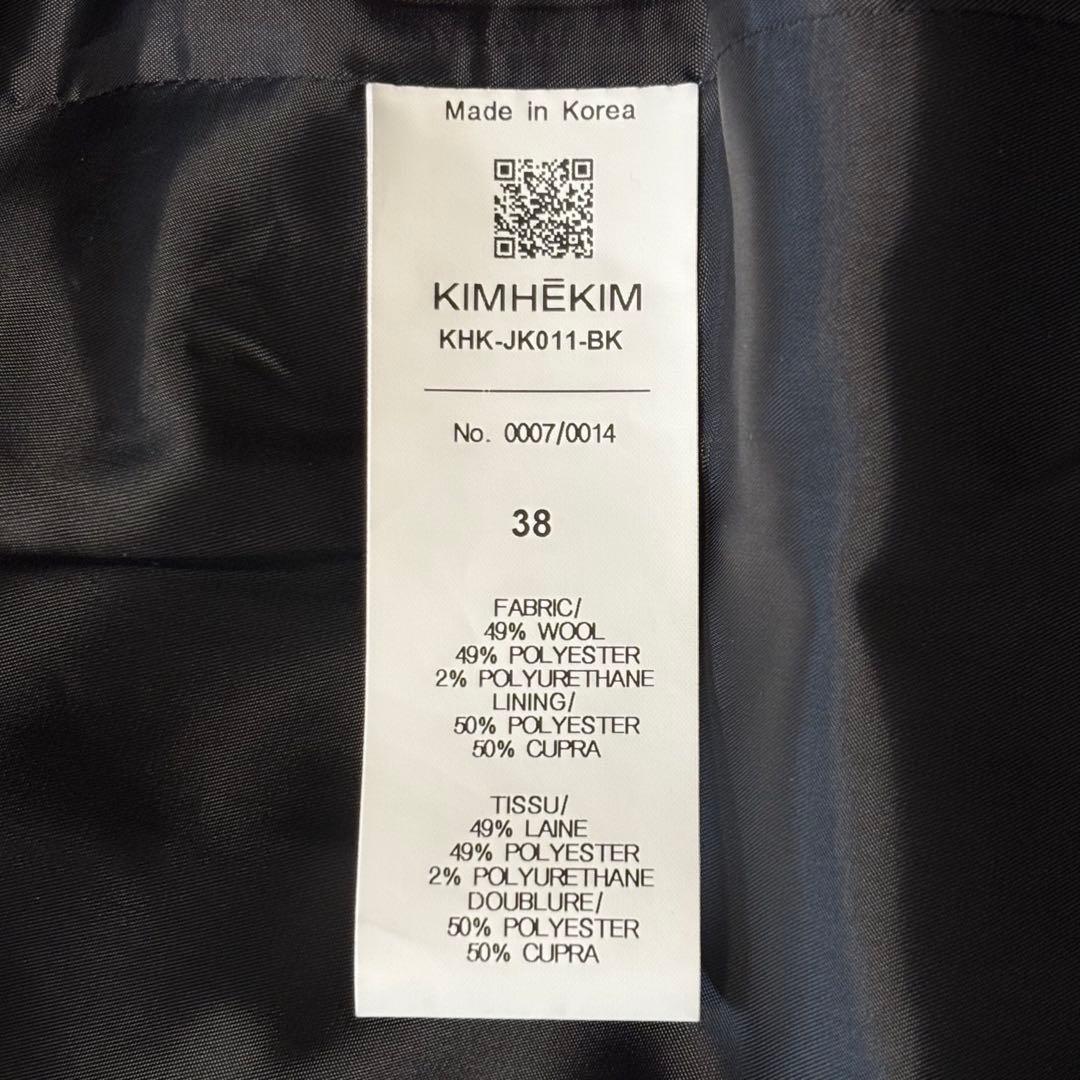 Made in Korea
KIMHĒKIM
KHK-JK011-BK
No. 0007/0014
38
FABRIC/
49% WOOL
49% POLYESTER
2% POLYURETHANE
LINING/
50% POLYESTER
50% CUPRA
TISSU/
49% LAINE
49% POLYESTER
2% POLYURETHANE
DOUBLURE/
50% POLYESTER
50% CUPRA